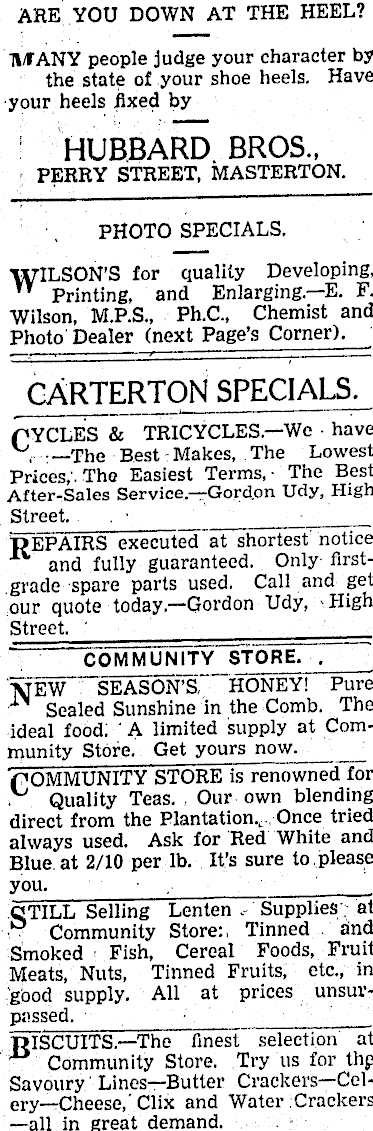 ARE YOU DOWN AT THE HEEL?
MANY people judge your character by
the state of your shoe heels. Have
your heels fixed by
HUBBARD BROS.,
PERRY STREET, MASTERTON.
PHOTO SPECIALS.
WILSON'S for quality Developing,
Printing, and Enlarging.—E. F.
Wilson, M.P.S., Ph.C., Chemist and
Photo Dealer (next Page's Corner).
CARTERTON SPECIALS.
CYCLES & TRICYCLES.—We have
:—The Best Makes, The Lowest
Prices, The Easiest Terms, The Best
After-Sales Service.—Gordon Udy, High
Street.
REPAIRS executed at shortest notice
and fully guaranteed. Only first-
grade spare parts used. Call and get
our quote today.—Gordon Udy, High
Street.
COMMUNITY STORE.
NEW SEASON'S HONEY! Pure
Sealed Sunshine in the Comb. The
ideal food. A limited supply at Com-
munity Store. Get yours now.
COMMUNITY STORE is renowned for
Quality Teas. Our own blending
direct from the Plantation. Once tried
always used. Ask for Red White and
Blue at 2/10 per lb. It's sure to please
you.
STILL Selling Lenten Supplies at
Community Store: Tinned and
Smoked Fish, Cereal Foods, Fruit
Meats, Nuts, Tinned Fruits, etc., in
good supply. All at prices unsur-
passed.
BISCUITS.—The finest selection at
Community Store. Try us for the
Savoury Lines—Butter Crackers—Cel-
ery—Cheese, Clix and Water Crackers
—all in great demand.